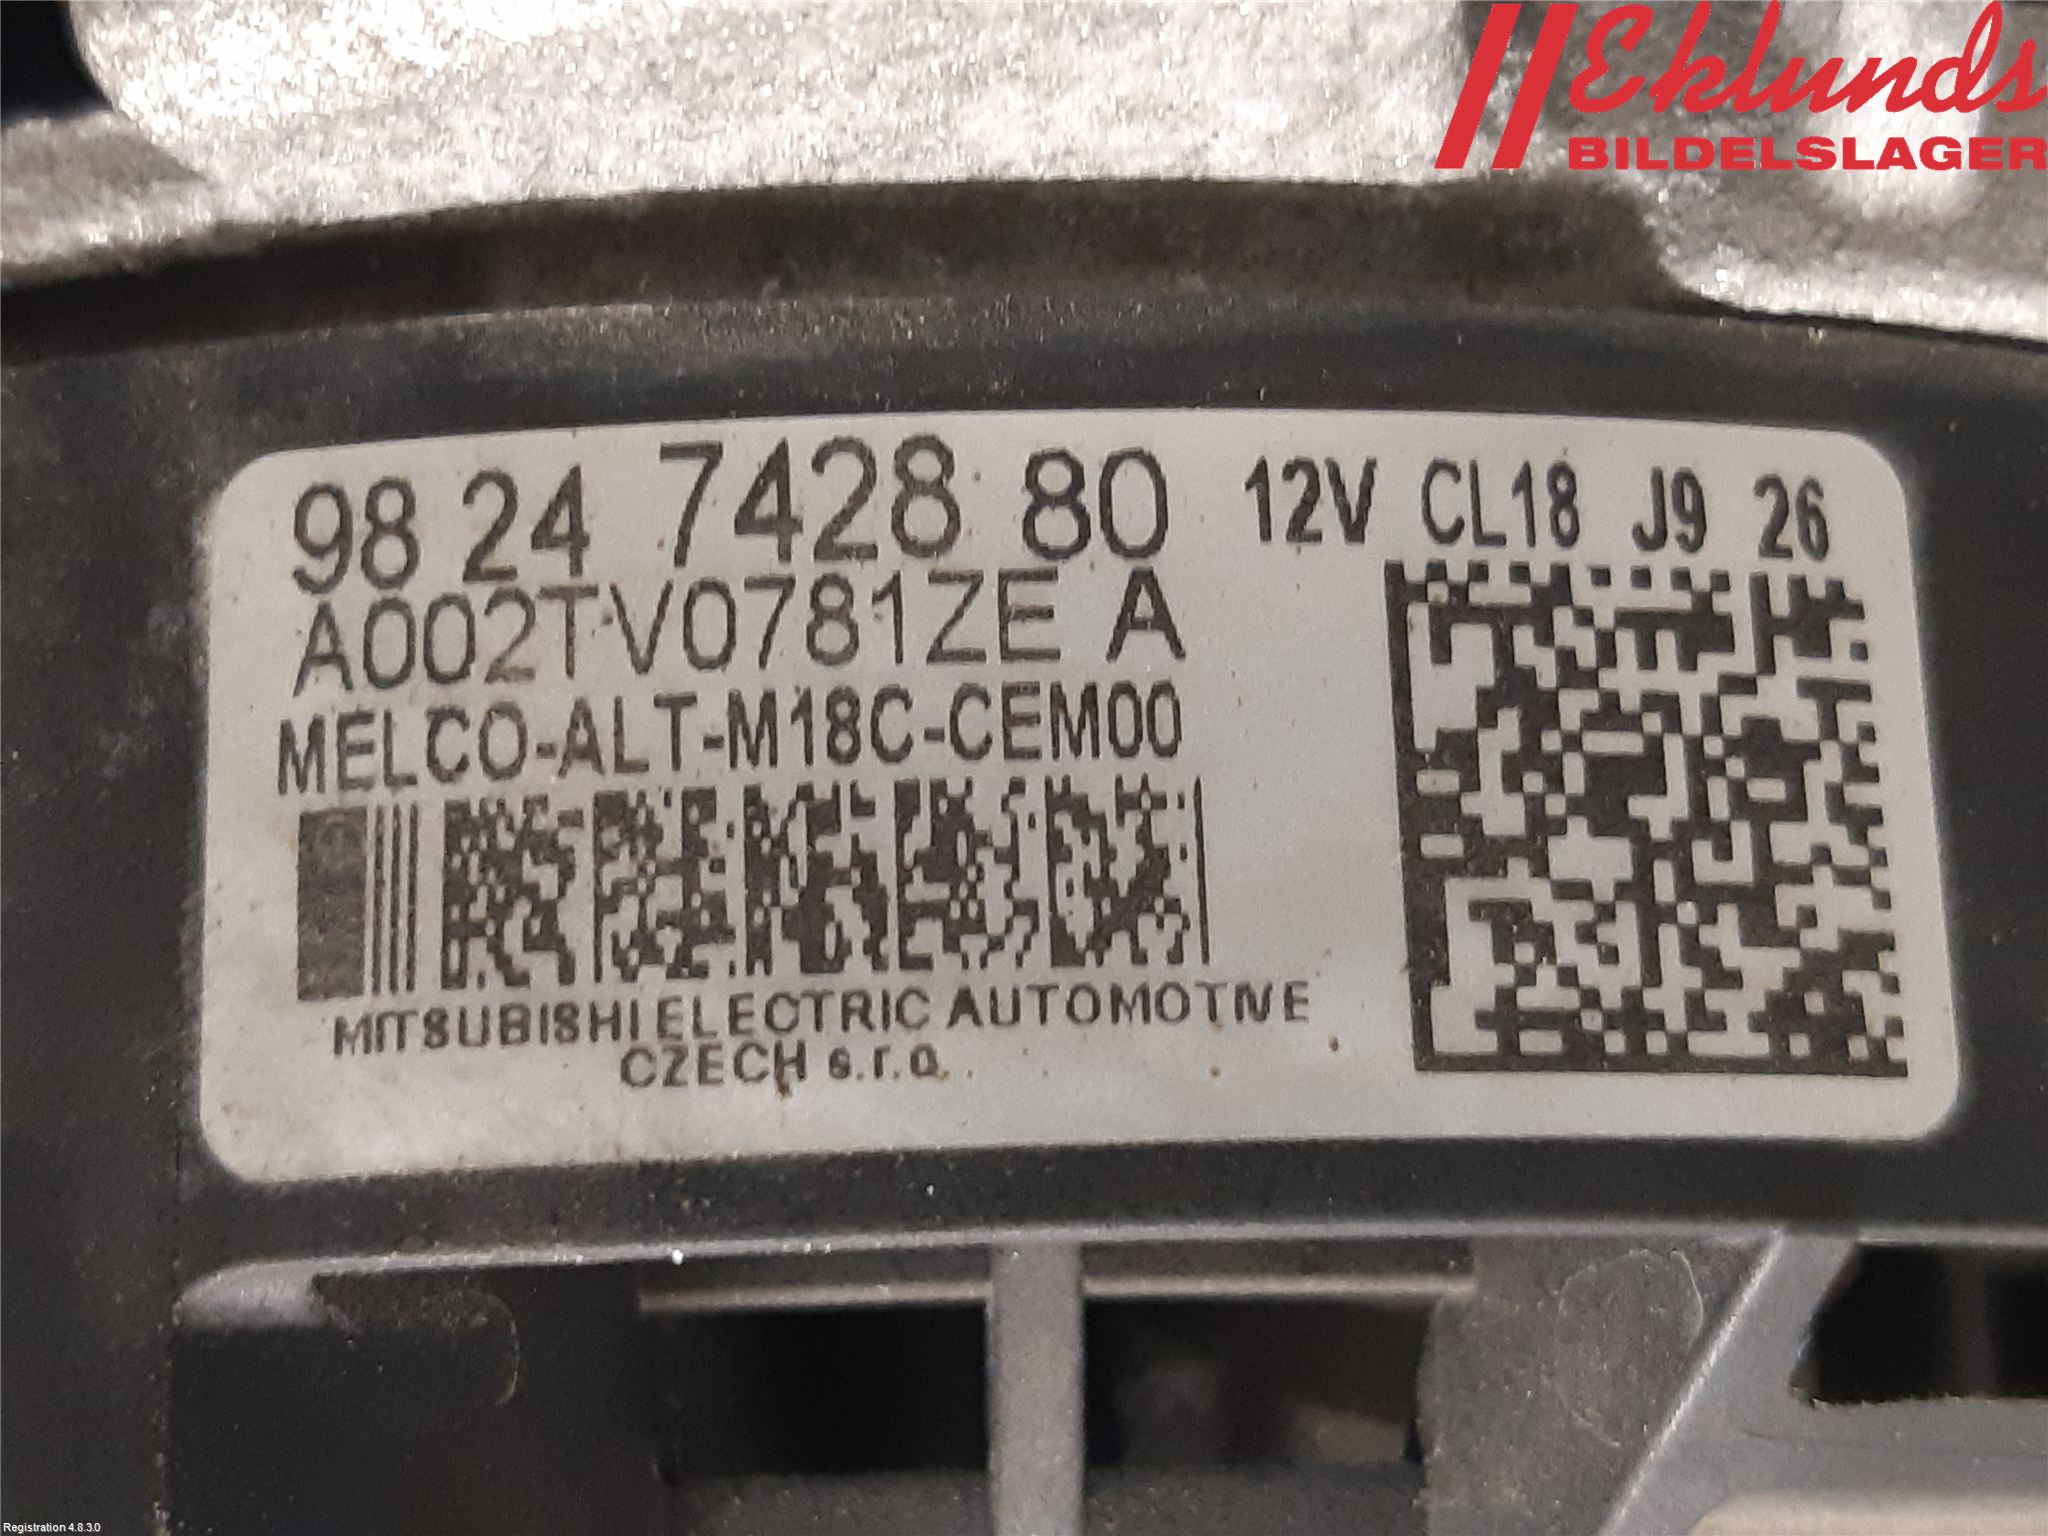 Eklunds
BILDELSLAGER
98 24 7428 80 12V CL18 J9 26
A002TV0781ZE A
MELCO-ALT-M18C-CEM00
MITSUBISHI ELECTRIC AUTOMOTIVE
CZECH s.r.o.
Registration 4.8.3.0